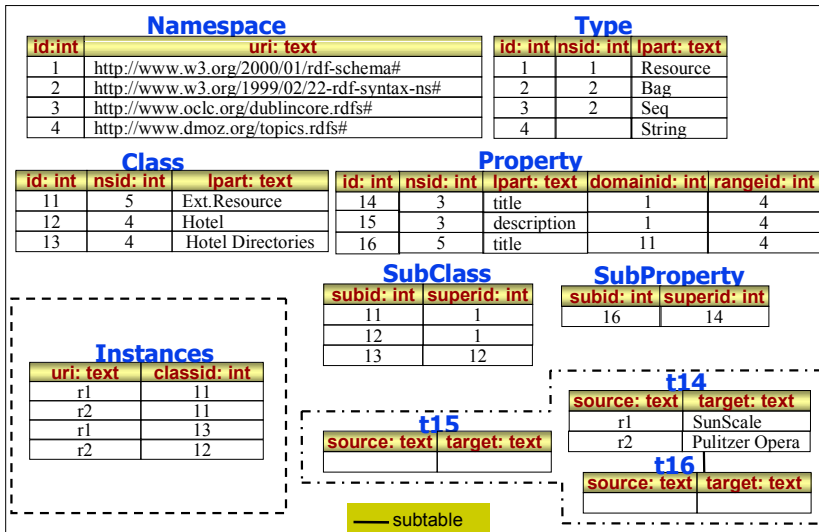 Namespace
id:int uri: text
1 http://www.w3.org/2000/01/rdf-schema#
2 http://www.w3.org/1999/02/22-rdf-syntax-ns#
3 http://www.oclc.org/dublincore.rdfs#
4 http://www.dmoz.org/topics.rdfs#
Type
id: int nsid: int lpart: text
1 1 Resource
2 2 Bag
3 2 Seq
4 String
Class
id: int nsid: int lpart: text
11 5 Ext.Resource
12 4 Hotel
13 4 Hotel Directories
Property
id: int nsid: int lpart: text domainid: int rangeid: int
14 3 title 1 4
15 3 description 1 4
16 5 title 11 4
SubClass
subid: int superid: int
11 1
12 1
13 12
SubProperty
subid: int superid: int
16 14
Instances
uri: text classid: int
r1 11
r2 11
r1 13
r2 12
t15
source: text target: text
t14
source: text target: text
r1 SunScale
r2 Pulitzer Opera
t16
source: text target: text
subtable